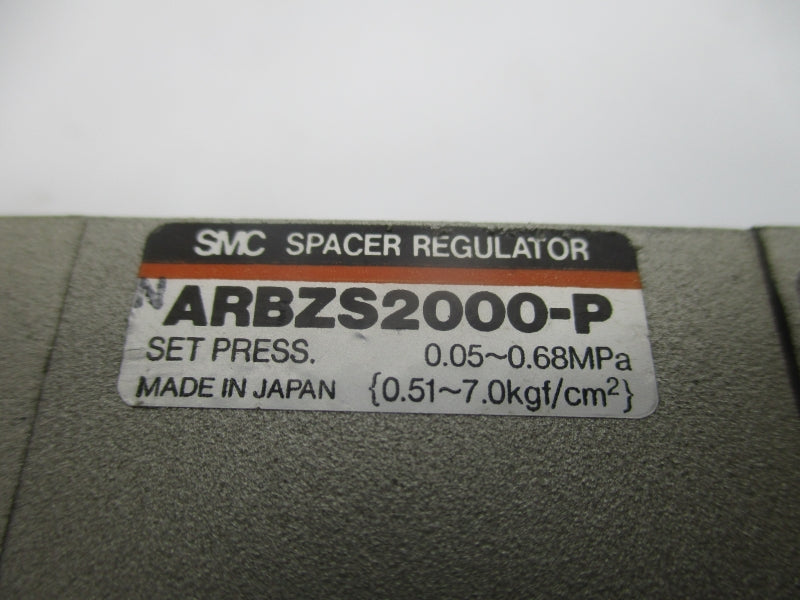 SMC SPACER REGULATOR
N ARBZS2000-P
SET PRESS. 0.05~0.68MPa
MADE IN JAPAN {0.51~7.0kgf/cm²}